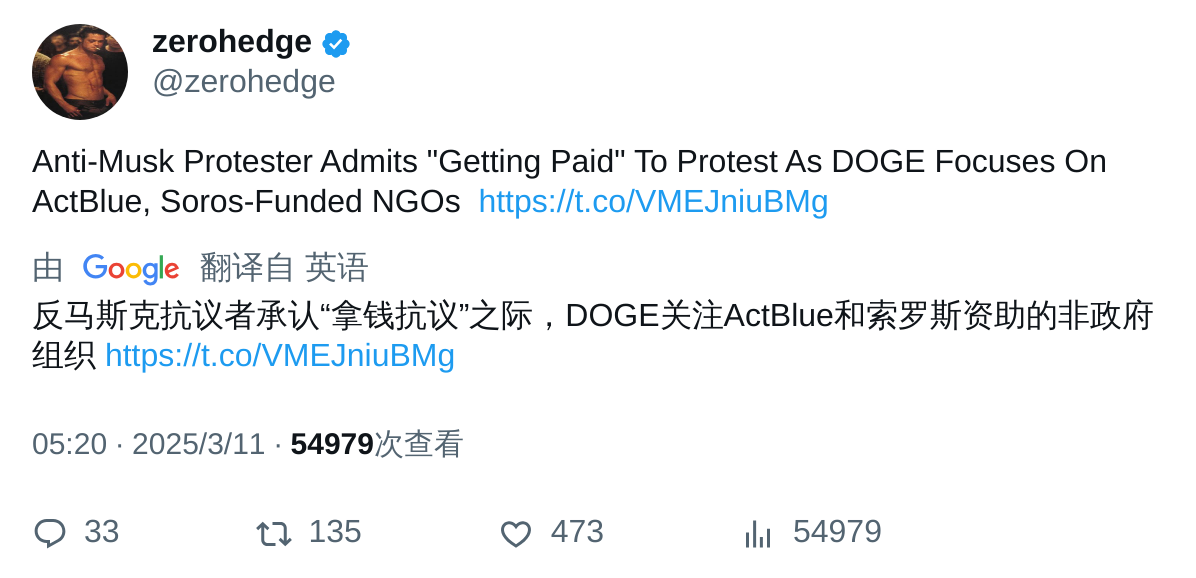 zerohedge
@zerohedge
Anti-Musk Protester Admits "Getting Paid" To Protest As DOGE Focuses On
ActBlue, Soros-Funded NGOs https://t.co/VMEJniuBMg
由 Google 翻译自 英语
反马斯克抗议者承认“拿钱抗议”之际，DOGE关注ActBlue和索罗斯资助的非政府
组织 https://t.co/VMEJniuBMg
05:20 · 2025/3/11 · 54979次查看
33 135 473 54979